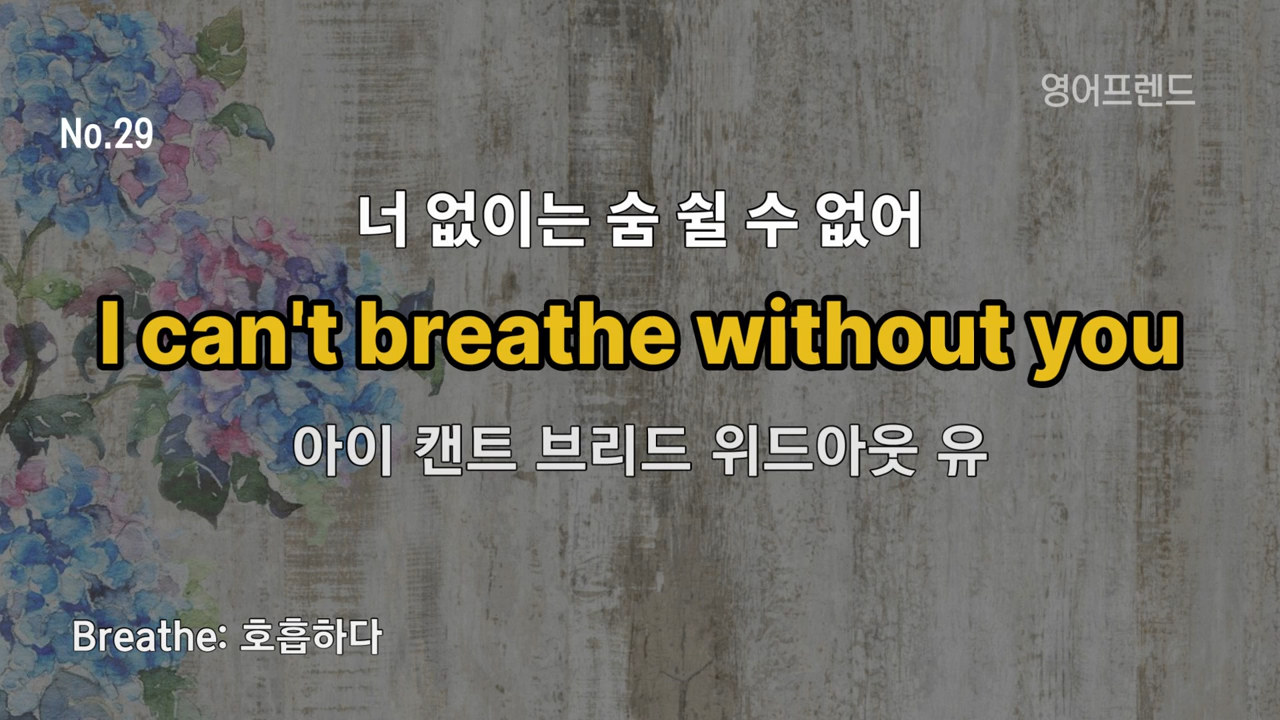 영어프렌드
No.29
너 없이는 숨 쉴 수 없어
I can't breathe without you
아이 캔트 브리드 위드아웃 유
Breathe: 호흡하다